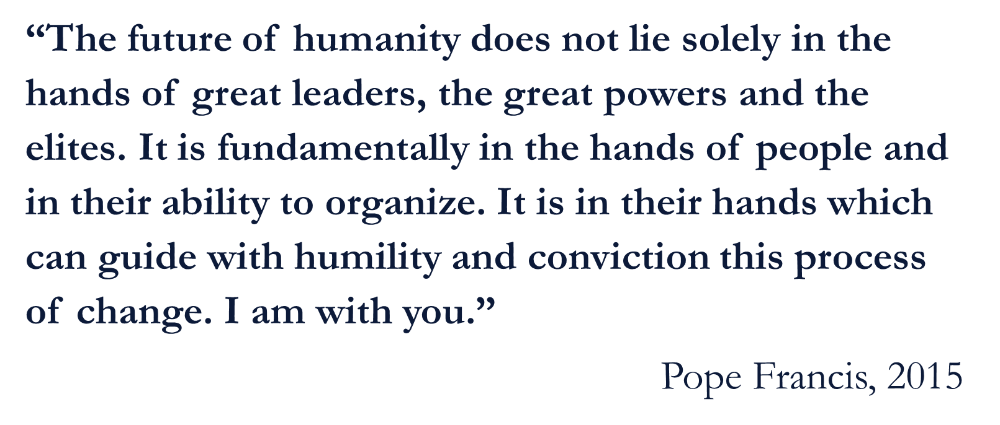 “The future of humanity does not lie solely in the
hands of great leaders, the great powers and the
elites. It is fundamentally in the hands of people and
in their ability to organize. It is in their hands which
can guide with humility and conviction this process
of change. I am with you.”
Pope Francis, 2015